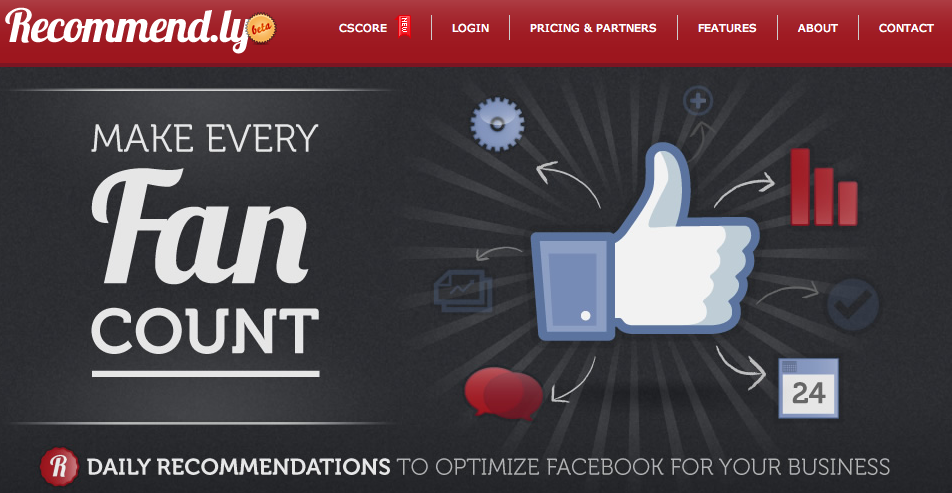 Recommend.ly beta
CSCORE NEW LOGIN PRICING & PARTNERS FEATURES ABOUT CONTACT
MAKE EVERY
Fan
COUNT
24
R DAILY RECOMMENDATIONS TO OPTIMIZE FACEBOOK FOR YOUR BUSINESS